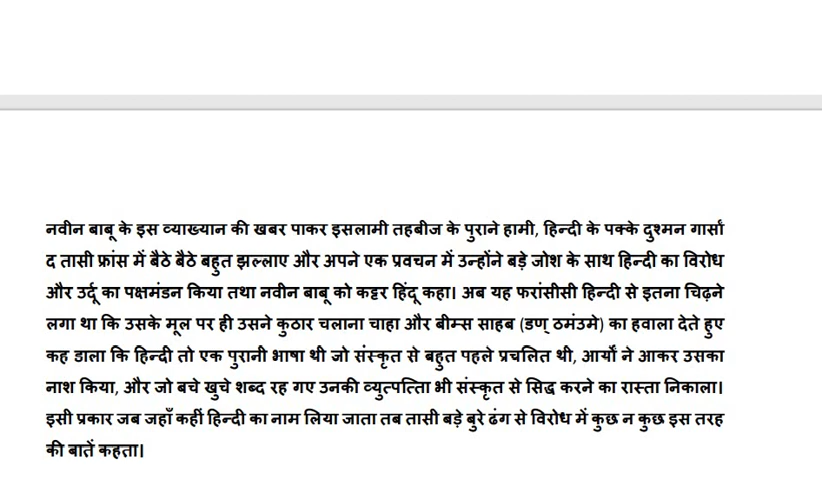 नवीन बाबू के इस व्याख्यान की खबर पाकर इसलामी तहबीज के पुराने हामी, हिन्दी के पक्के दुश्मन गार्सां
द तासी फ्रांस में बैठे बैठे बहुत झल्लाए और अपने एक प्रवचन में उन्होंने बड़े जोश के साथ हिन्दी का विरोध
और उर्दू का पक्षमंडन किया तथा नवीन बाबू को कट्टर हिंदू कहा। अब यह फरांसीसी हिन्दी से इतना चिढ़ने
लगा था कि उसके मूल पर ही उसने कुठार चलाना चाहा और बीम्स साहब (डण् ठमंउमे) का हवाला देते हुए
कह डाला कि हिन्दी तो एक पुरानी भाषा थी जो संस्कृत से बहुत पहले प्रचलित थी, आर्यों ने आकर उसका
नाश किया, और जो बचे खुचे शब्द रह गए उनकी व्युत्पत्तिा भी संस्कृत से सिद्ध करने का रास्ता निकाला।
इसी प्रकार जब जहाँ कहीं हिन्दी का नाम लिया जाता तब तासी बड़े बुरे ढंग से विरोध में कुछ न कुछ इस तरह
की बातें कहता।